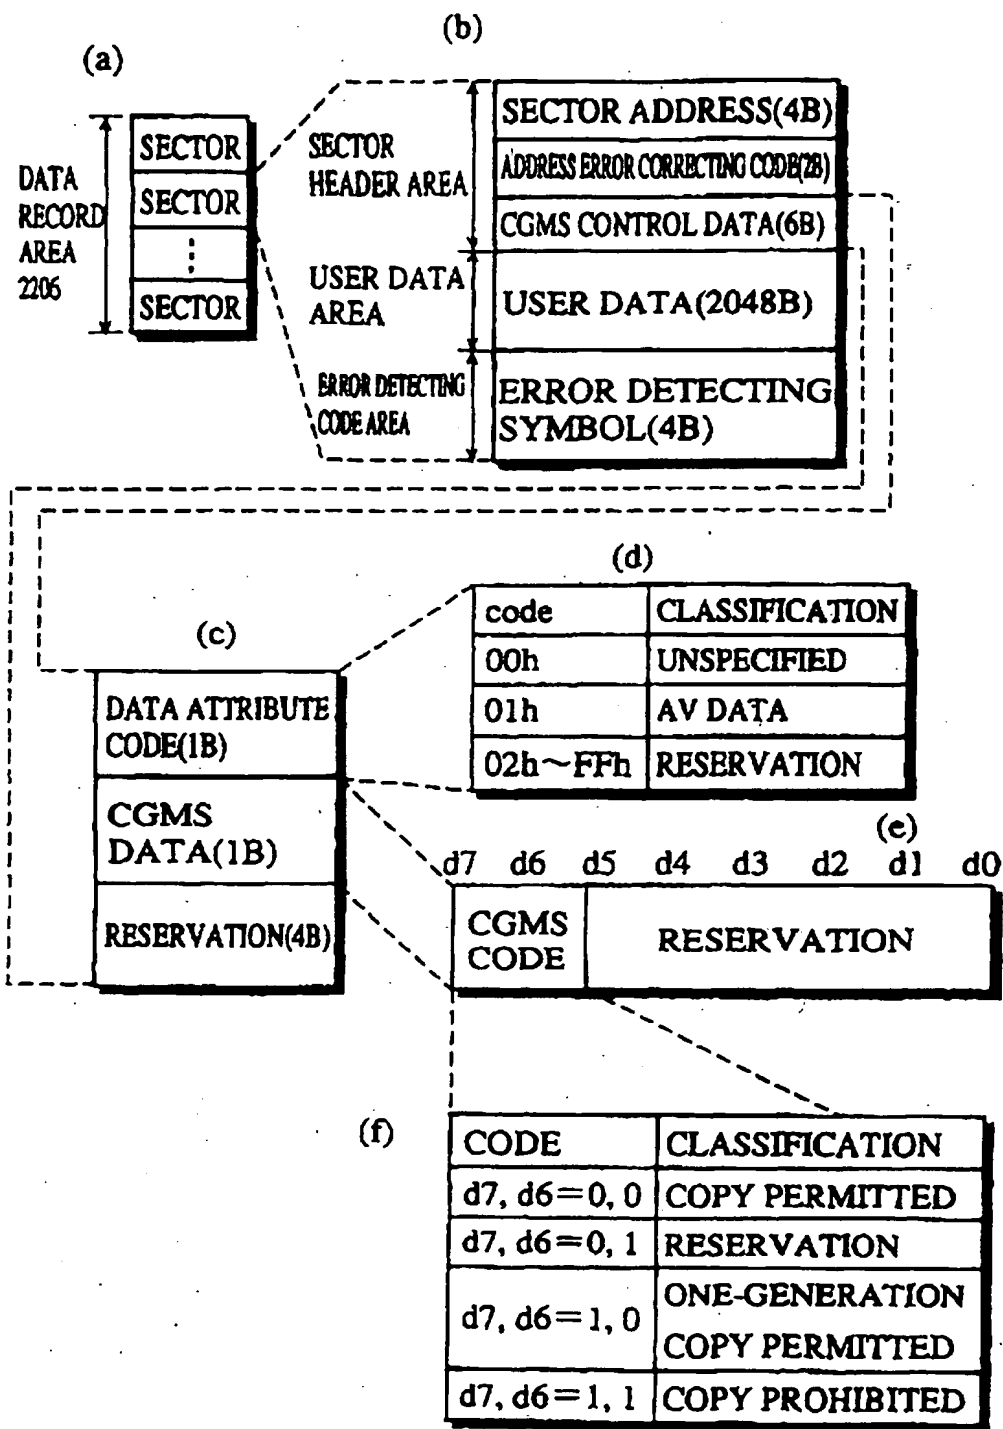 (a)
DATA
RECORD
AREA
2206
SECTOR
SECTOR
SECTOR
(b)
SECTOR
HEADER AREA
USER DATA
AREA
ERROR DETECTING
CODE AREA
SECTOR ADDRESS(4B)
ADDRESS ERROR CORRECTING CODE(2B)
CGMS CONTROL DATA(6B)
USER DATA(2048B)
ERROR DETECTING
SYMBOL(4B)
(c)
DATA ATTRIBUTE
CODE(1B)
CGMS
DATA(1B)
RESERVATION(4B)
(d)
code CLASSIFICATION
00h UNSPECIFIED
01h AV DATA
02h~FFh RESERVATION
(e)
d7 d6 d5 d4 d3 d2 d1 d0
CGMS
CODE
RESERVATION
(f)
CODE CLASSIFICATION
d7, d6=0, 0 COPY PERMITTED
d7, d6=0, 1 RESERVATION
d7, d6=1, 0 ONE-GENERATION
COPY PERMITTED
d7, d6=1, 1 COPY PROHIBITED